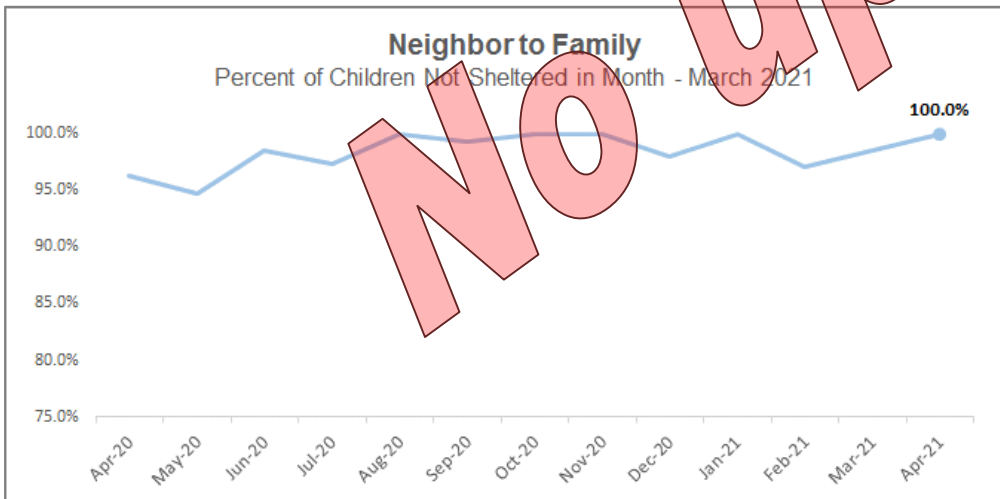 Neighbor to Family
Percent of Children Not Sheltered in Month - March 2021
100.0%
100.0%
95.0%
90.0%
85.0%
80.0%
75.0%
Apr-20
May-20
Jun-20
Jul-20
Aug-20
Sep-20
Oct-20
Nov-20
Dec-20
Jan-21
Feb-21
Mar-21
Apr-21
No